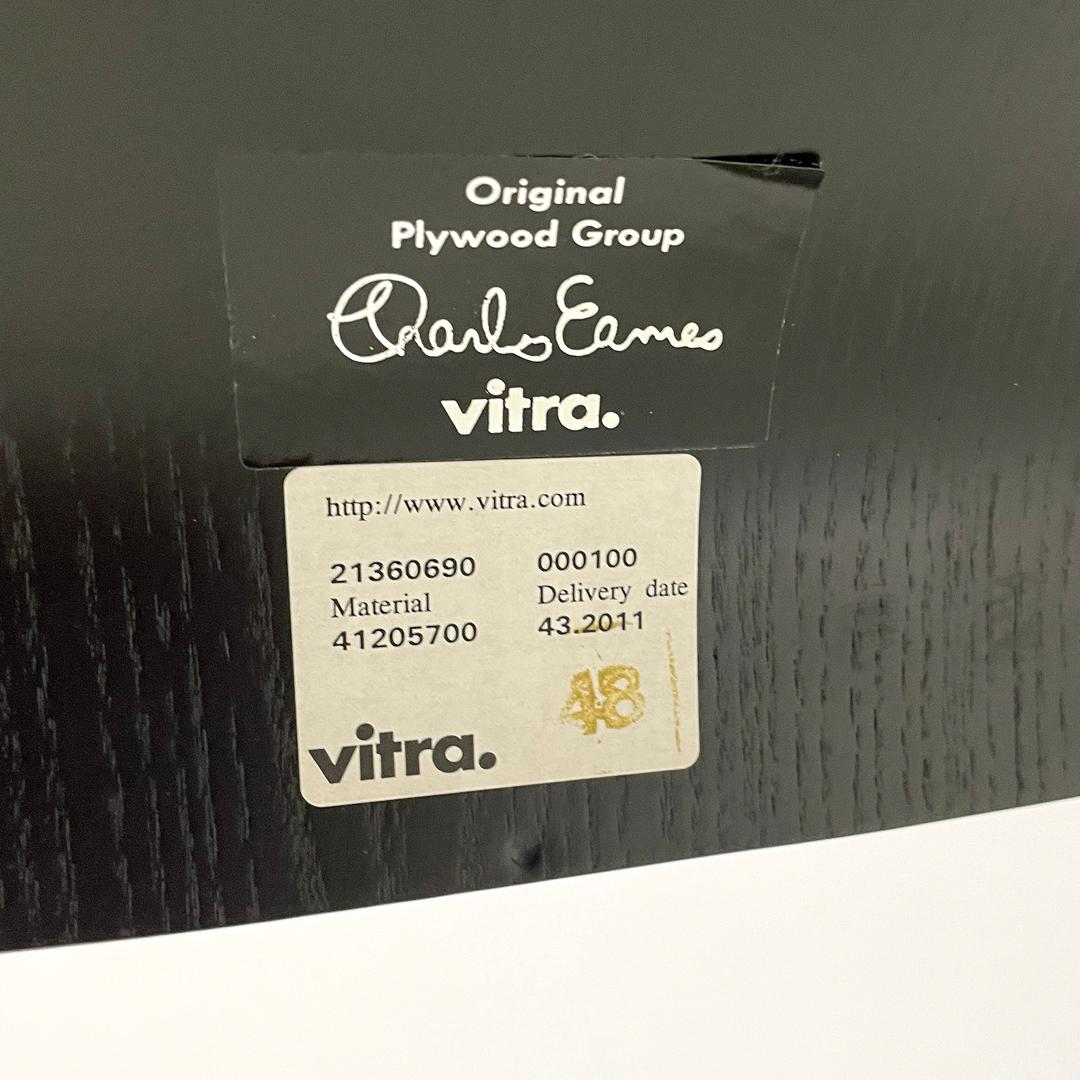 Original
Plywood Group
Charles Eames
vitra.
http://www.vitra.com
21360690 000100
Material Delivery date
41205700 43.2011
48
vitra.